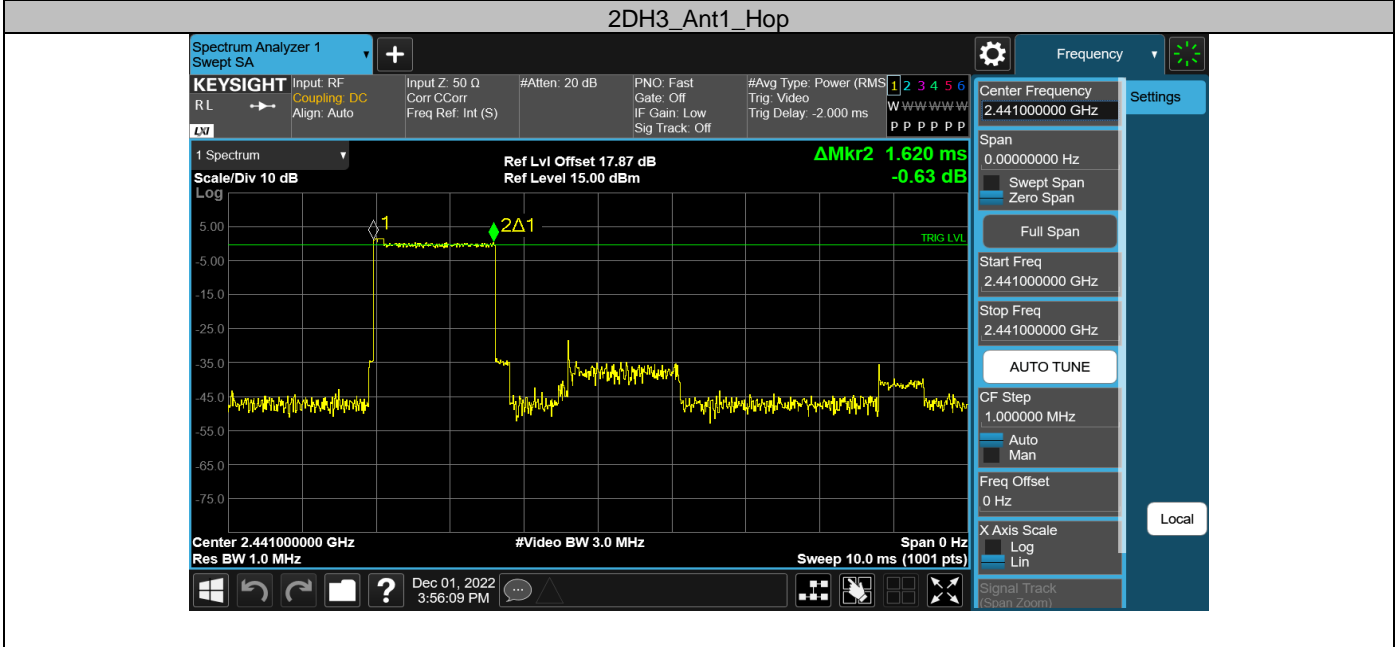 2DH3_Ant1_Hop
Spectrum Analyzer 1
Swept SA
Frequency
KEYSIGHT
RL
LXI
Input: RF
Coupling: DC
Align: Auto
Input Z: 50 Ω
Corr CCorr
Freq Ref: Int (S)
#Atten: 20 dB
PNO: Fast
Gate: Off
IF Gain: Low
Sig Track: Off
#Avg Type: Power (RMS
Trig: Video
Trig Delay: -2.000 ms
1 2 3 4 5 6
W W W W W W
P P P P P P
1 Spectrum
Scale/Div 10 dB
Log
Ref Lvl Offset 17.87 dB
Ref Level 15.00 dBm
ΔMkr2 1.620 ms
-0.63 dB
1
2Δ1
TRIG LVL
5.00
-5.00
-15.0
-25.0
-35.0
-45.0
-55.0
-65.0
-75.0
Center 2.441000000 GHz
#Video BW 3.0 MHz
Span 0 Hz
Res BW 1.0 MHz
Sweep 10.0 ms (1001 pts)
Dec 01, 2022
3:56:09 PM
Center Frequency
2.441000000 GHz
Span
0.00000000 Hz
Swept Span
Zero Span
Full Span
Start Freq
2.441000000 GHz
Stop Freq
2.441000000 GHz
AUTO TUNE
CF Step
1.000000 MHz
Auto
Man
Freq Offset
0 Hz
X Axis Scale
Log
Lin
Signal Track
(Span Zoom)
Settings
Local